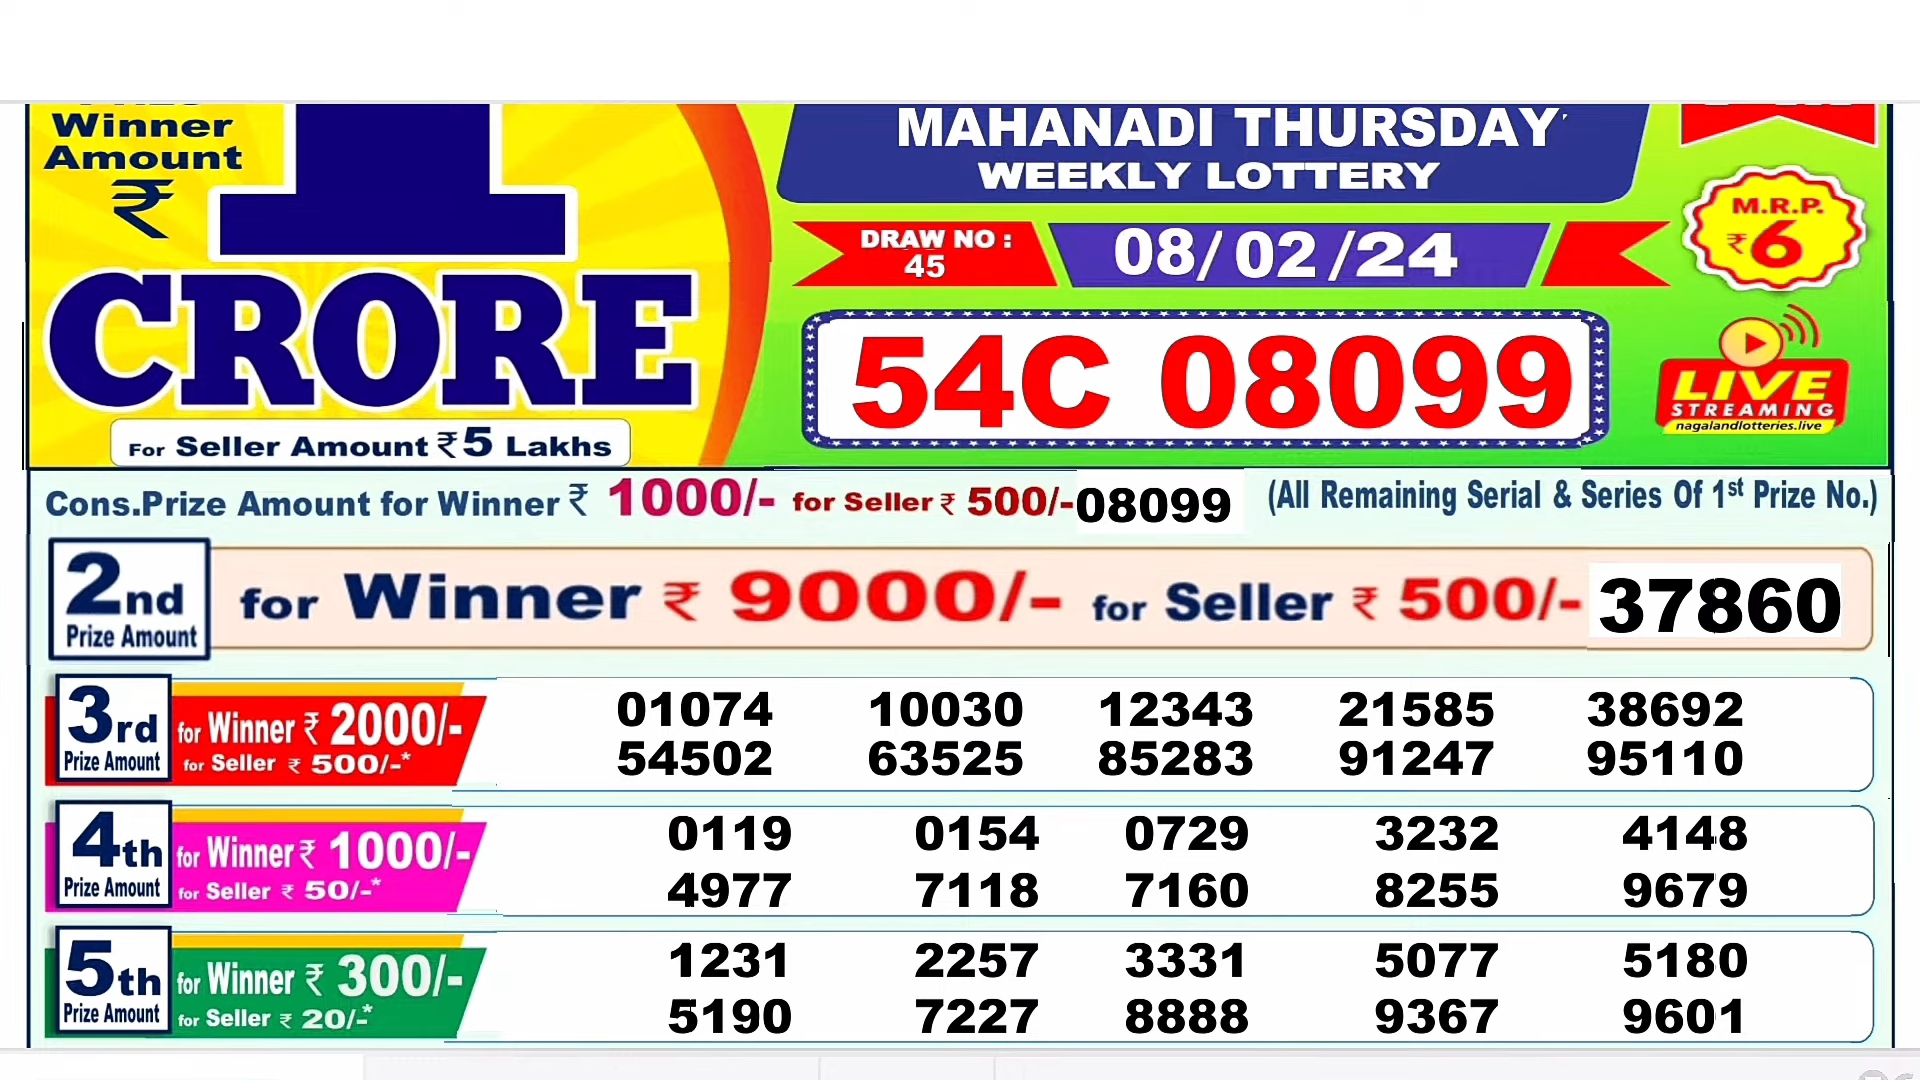 Winner
Amount
₹
1
CRORE
For Seller Amount ₹ 5 Lakhs
MAHANADI THURSDAY
WEEKLY LOTTERY
DRAW NO :
45
08/ 02 /24
M.R.P.
₹ 6
54C 08099
LIVE
STREAMING
nagalandlotteries.live
Cons.Prize Amount for Winner ₹ 1000/- for Seller ₹ 500/- 08099 (All Remaining Serial & Series Of 1st Prize No.)
2nd
Prize Amount
for Winner ₹ 9000/- for Seller ₹ 500/- 37860
3rd
Prize Amount
for Winner ₹ 2000/-
for Seller ₹ 500/-*
01074 10030 12343 21585 38692
54502 63525 85283 91247 95110
4th
Prize Amount
for Winner ₹ 1000/-
for Seller ₹ 50/-*
0119 0154 0729 3232 4148
4977 7118 7160 8255 9679
5th
Prize Amount
for Winner ₹ 300/-
for Seller ₹ 20/-*
1231 2257 3331 5077 5180
5190 7227 8888 9367 9601